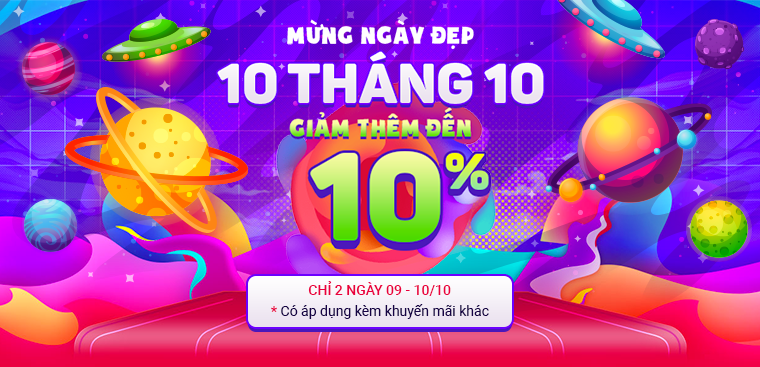 MỪNG NGÀY ĐẸP
10 THÁNG 10
GIẢM THÊM ĐẾN
10%
CHỈ 2 NGÀY 09 - 10/10
* Có áp dụng kèm khuyến mãi khác